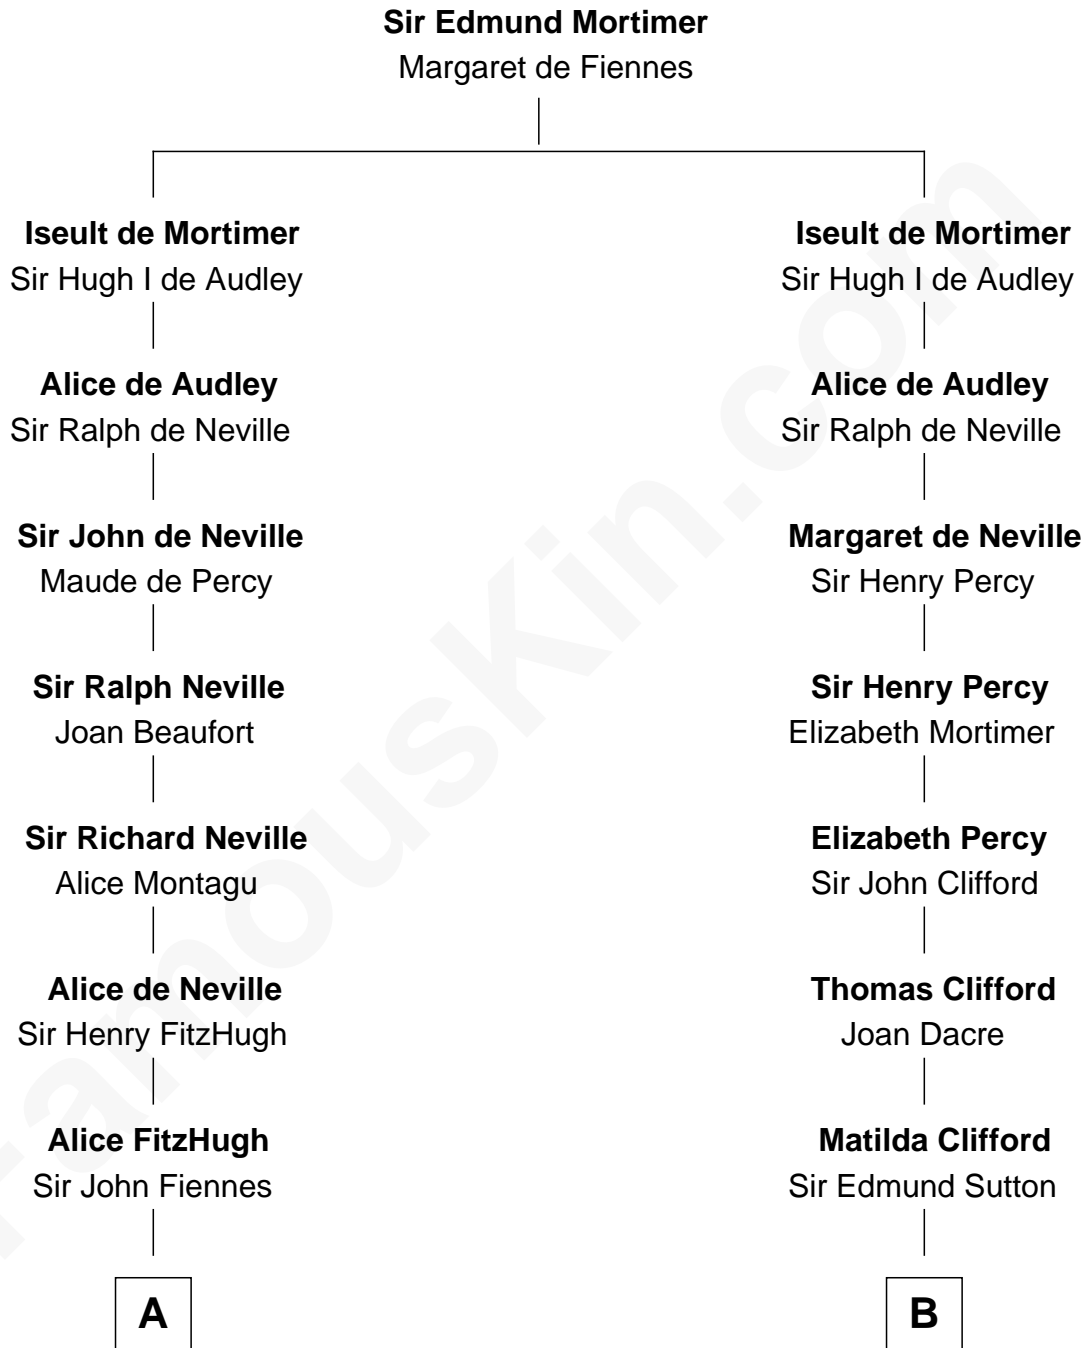 Sir Edmund Mortimer
Margaret de Fiennes
Iseult de Mortimer
Sir Hugh I de Audley
Alice de Audley
Sir Ralph de Neville
Sir John de Neville
Maude de Percy
Sir Ralph Neville
Joan Beaufort
Sir Richard Neville
Alice Montagu
Alice de Neville
Sir Henry FitzHugh
Alice FitzHugh
Sir John Fiennes
A
Iseult de Mortimer
Sir Hugh I de Audley
Alice de Audley
Sir Ralph de Neville
Margaret de Neville
Sir Henry Percy
Sir Henry Percy
Elizabeth Mortimer
Elizabeth Percy
Sir John Clifford
Thomas Clifford
Joan Dacre
Matilda Clifford
Sir Edmund Sutton
B
FamousKin.com